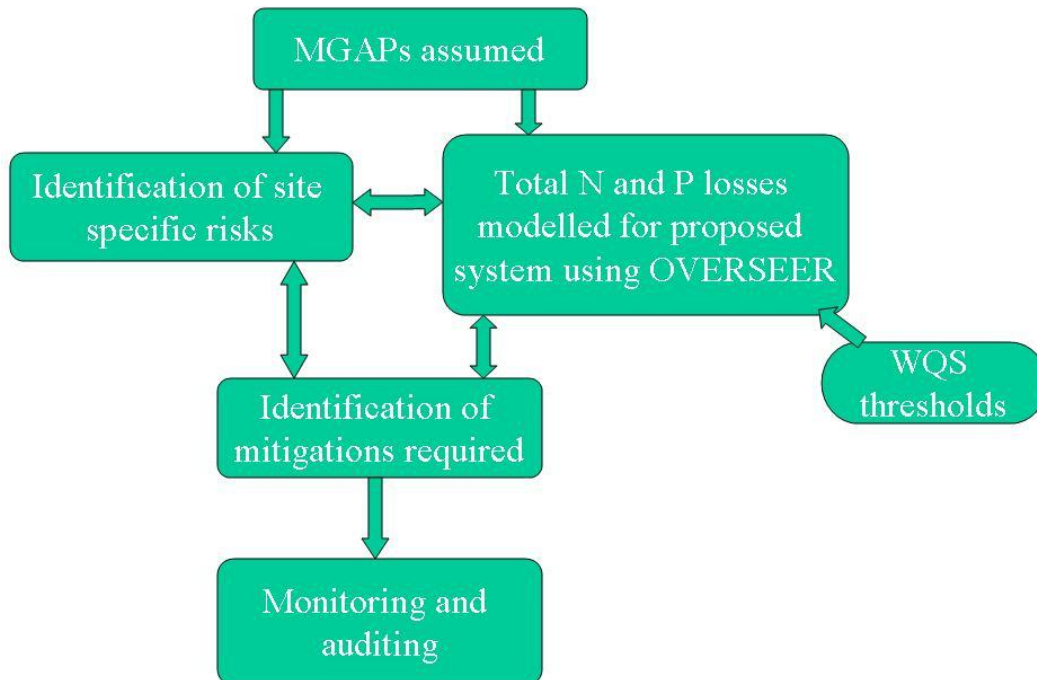 MGAPs assumed
Identification of site
specific risks
Total N and P losses
modelled for proposed
system using OVERSEER
WQS
thresholds
Identification of
mitigations required
Monitoring and
auditing